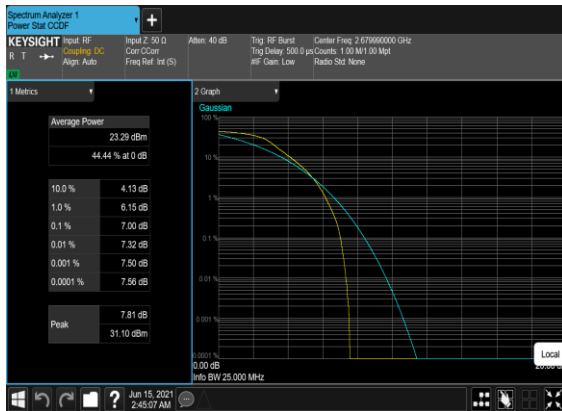 Spectrum Analyzer 1
Power Stat CCDF
KEYSIGHT
R T
LXI
Input: RF
Coupling: DC
Align: Auto
Input Z: 50 Ω
Corr CCorr
Freq Ref: Int (S)
Atten: 40 dB
Trig: RF Burst
Trig Delay: 500.0 µs
#IF Gain: Low
Center Freq: 2.679990000 GHz
Counts: 1.00 M/1.00 Mpt
Radio Std: None
1 Metrics
Average Power
23.29 dBm
44.44 % at 0 dB
10.0 % 4.13 dB
1.0 % 6.15 dB
0.1 % 7.00 dB
0.01 % 7.32 dB
0.001 % 7.50 dB
0.0001 % 7.56 dB
Peak
7.81 dB
31.10 dBm
2 Graph
Gaussian
100 %
10 %
1 %
0.1 %
0.01 %
0.001 %
0.0001 %
0.00 dB
Info BW 25.000 MHz
Local
?
Jun 15, 2021
2:45:07 AM